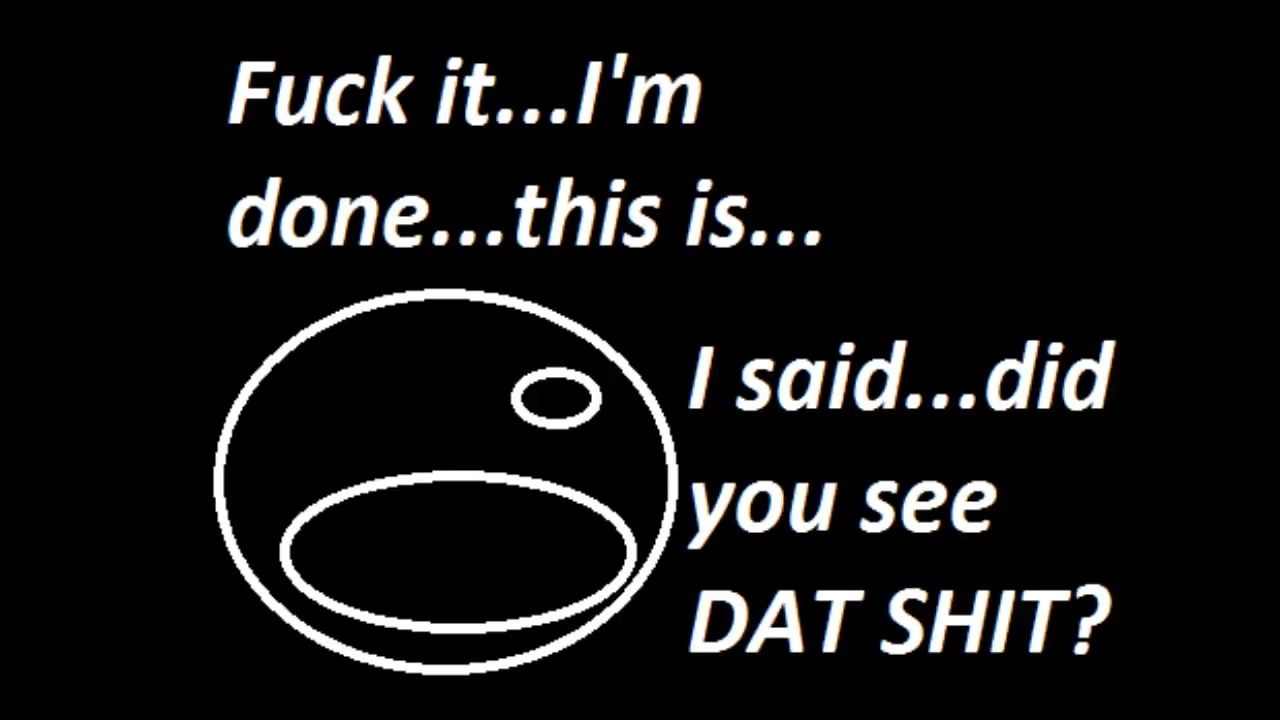 Fuck it...I'm
done...this is...
I said...did
you see
DAT SHIT?